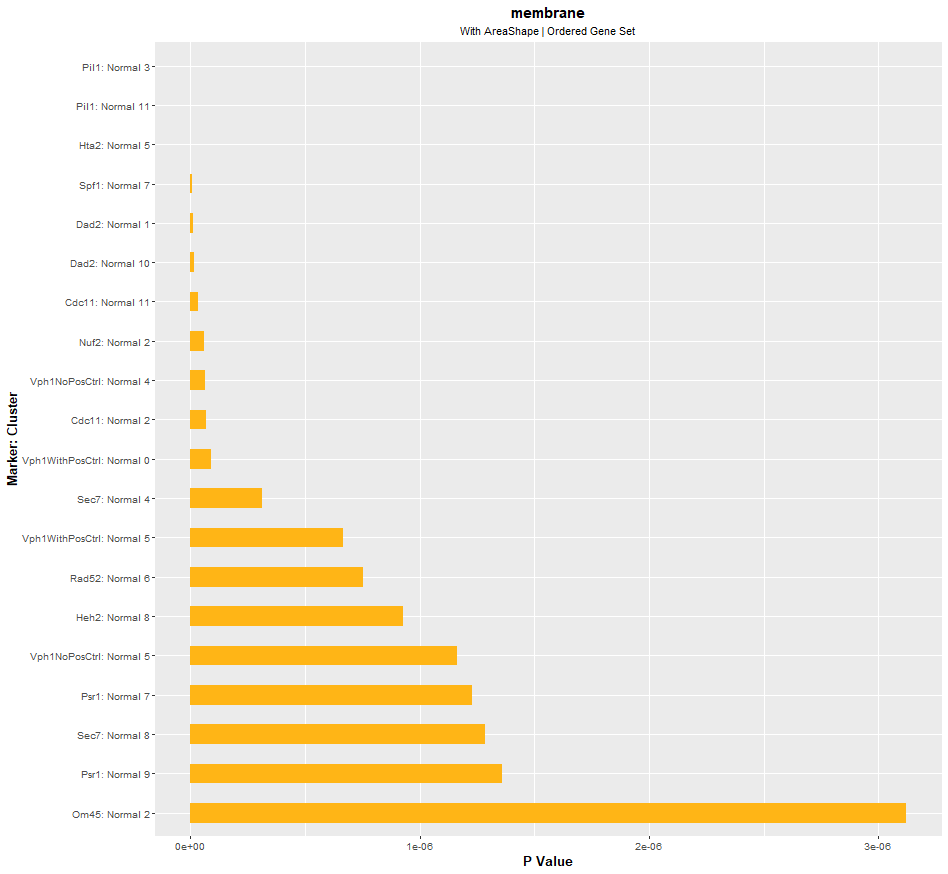 membrane
With AreaShape | Ordered Gene Set
Marker: Cluster
Pil1: Normal 3
Pil1: Normal 11
Hta2: Normal 5
Spf1: Normal 7
Dad2: Normal 1
Dad2: Normal 10
Cdc11: Normal 11
Nuf2: Normal 2
Vph1NoPosCtrl: Normal 4
Cdc11: Normal 2
Vph1WithPosCtrl: Normal 0
Sec7: Normal 4
Vph1WithPosCtrl: Normal 5
Rad52: Normal 6
Heh2: Normal 8
Vph1NoPosCtrl: Normal 5
Psr1: Normal 7
Sec7: Normal 8
Psr1: Normal 9
Om45: Normal 2
0e+00 1e-06 2e-06 3e-06
P Value